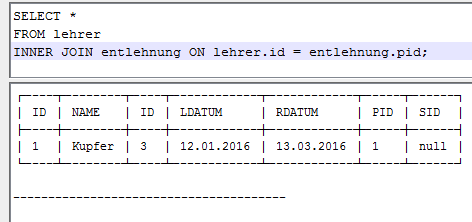 SELECT *
FROM lehrer
INNER JOIN entlehnung ON lehrer.id = entlehnung.pid;
ID NAME ID LDATUM RDATUM PID SID
1 Kupfer 3 12.01.2016 13.03.2016 1 null
---------------------------------------